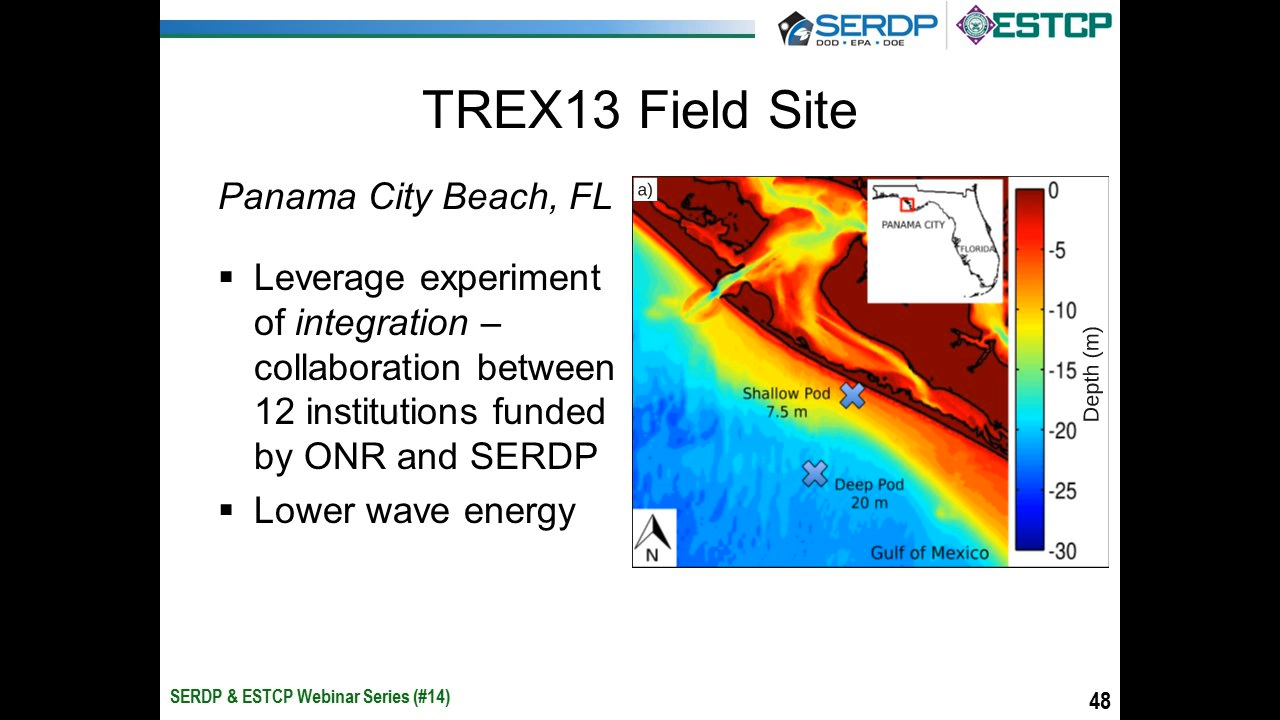 SERDP
DOD • EPA • DOE
ESTCP
TREX13 Field Site
Panama City Beach, FL
▪ Leverage experiment
of integration –
collaboration between
12 institutions funded
by ONR and SERDP
▪ Lower wave energy
a)
PANAMA CITY
FLORIDA
Shallow Pod
7.5 m
Deep Pod
20 m
Gulf of Mexico
N
0
-5
-10
-15
-20
-25
-30
Depth (m)
SERDP & ESTCP Webinar Series (#14)
48